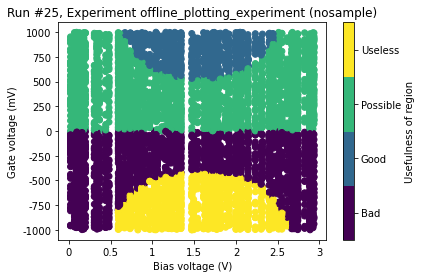 Run #25, Experiment offline_plotting_experiment (nosample)
1000
750
500
250
0
-250
-500
-750
-1000
Gate voltage (mV)
0
0.5
1
1.5
2
2.5
3
Bias voltage (V)
Useless
Possible
Good
Bad
Usefulness of region